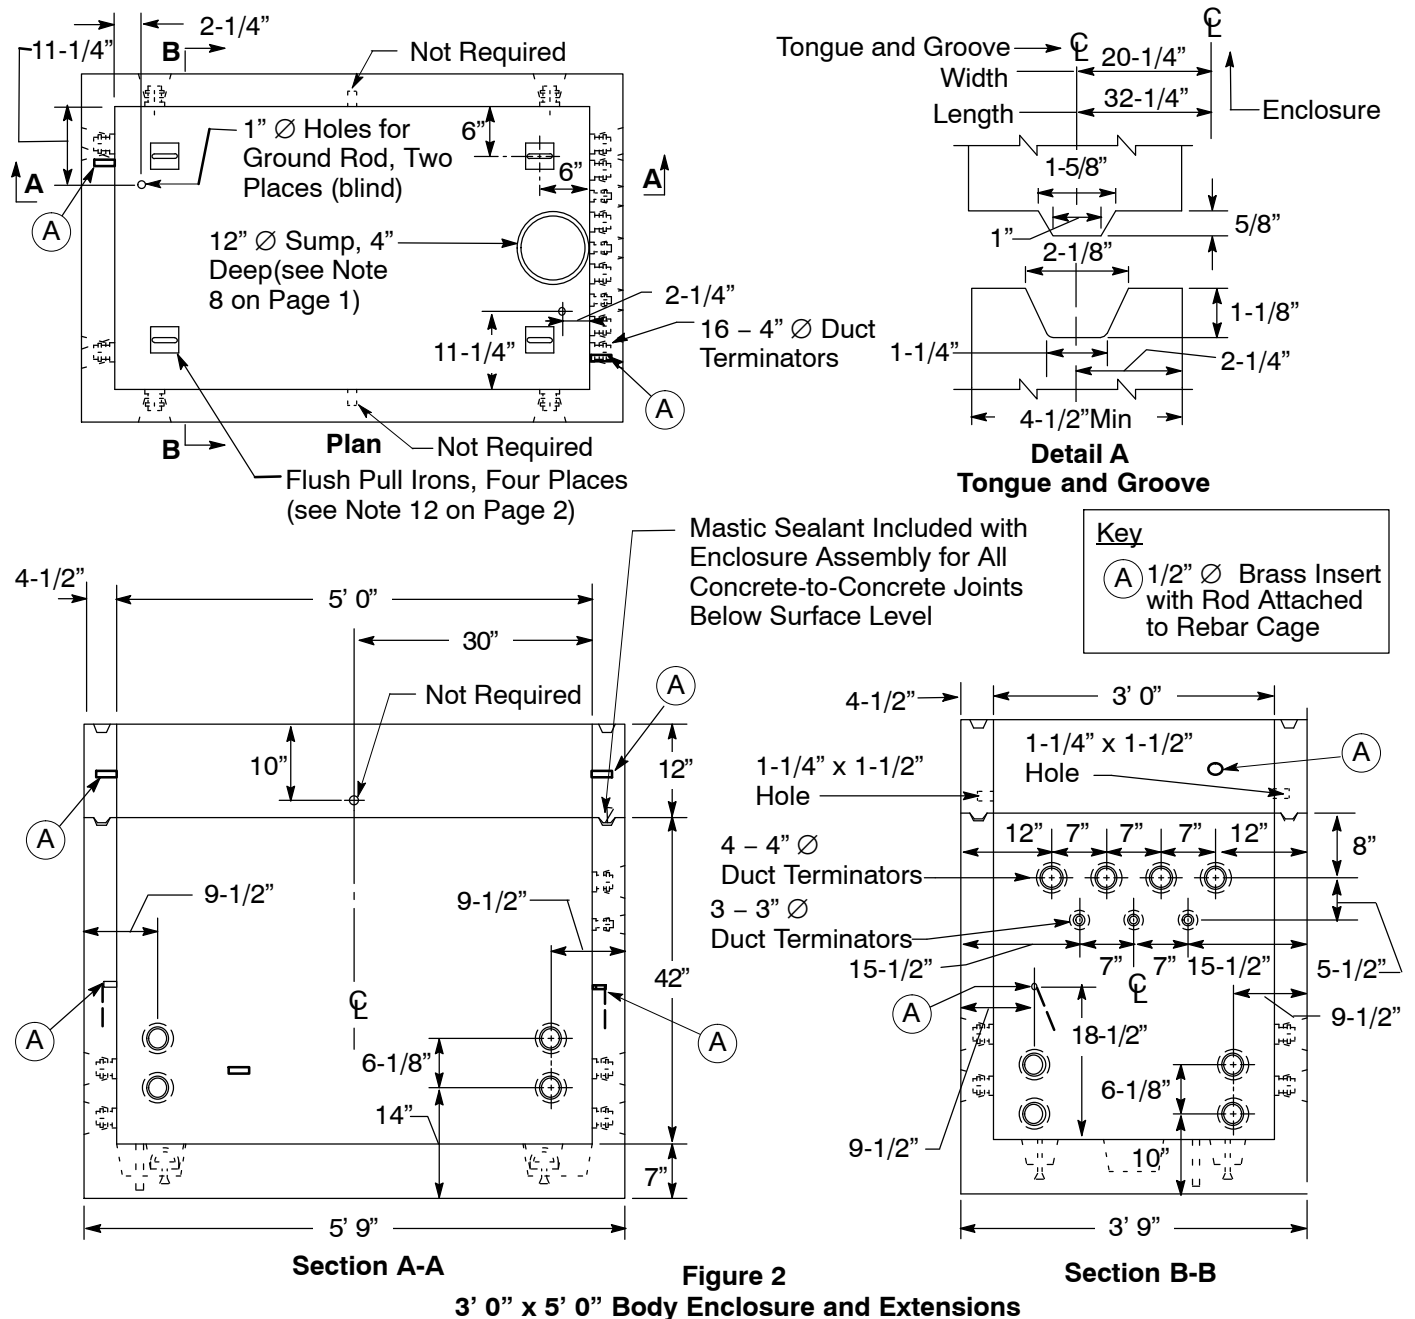 2-1/4”
11-1/4”
B
Not Required
1” Ø Holes for
Ground Rod, Two
Places (blind)
6”
6”
A
A
A
12” Ø Sump, 4”
Deep(see Note
8 on Page 1)
2-1/4”
11-1/4”
16 – 4” Ø Duct
Terminators
A
B
Plan
Not Required
Flush Pull Irons, Four Places
(see Note 12 on Page 2)
Tongue and Groove
CL
CL
Width
20-1/4”
Length
32-1/4”
Enclosure
1-5/8”
1”
5/8”
2-1/8”
1-1/8”
1-1/4”
2-1/4”
4-1/2”Min
Detail A
Tongue and Groove
Mastic Sealant Included with
Enclosure Assembly for All
Concrete-to-Concrete Joints
Below Surface Level
Key
A 1/2” Ø Brass Insert
with Rod Attached
to Rebar Cage
4-1/2”
5’ 0”
30”
Not Required
A
10”
12”
A
9-1/2”
9-1/2”
42”
CL
A
A
6-1/8”
14”
7”
5’ 9”
Section A-A
4-1/2”
3’ 0”
1-1/4” x 1-1/2”
Hole
1-1/4” x 1-1/2”
Hole
A
12”
7”
7”
7”
12”
8”
4 – 4” Ø
Duct Terminators
3 – 3” Ø
Duct Terminators
15-1/2”
7”
7”
15-1/2”
5-1/2”
CL
A
18-1/2”
9-1/2”
6-1/8”
9-1/2”
10”
3’ 9”
Section B-B
Figure 2
3’ 0” x 5’ 0” Body Enclosure and Extensions